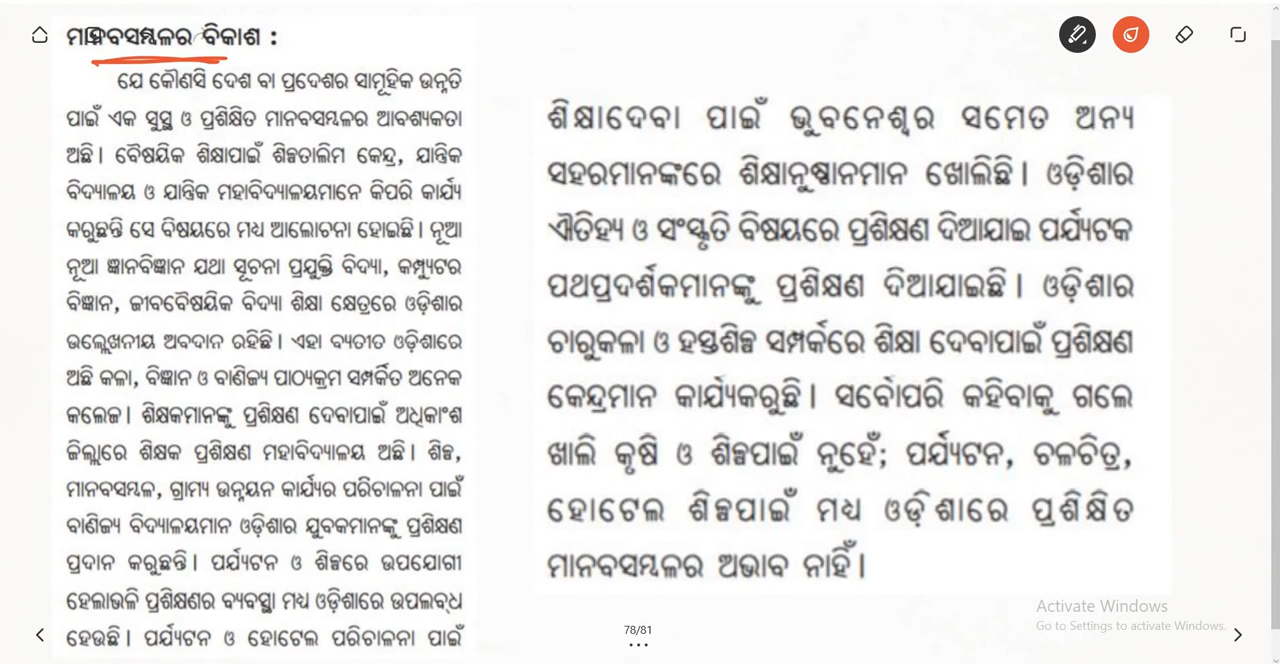 ମାନବସମ୍ବଳର ବିକାଶ :
ଯେ କୌଣସି ଦେଶ ବା ପ୍ରଦେଶର ସାମୂହିକ ଉନ୍ନତି
ପାଇଁ ଏକ ସୁସ୍ଥ ଓ ପ୍ରଶିକ୍ଷିତ ମାନବସମ୍ବଳର ଆବଶ୍ୟକତା
ଅଛି। ବୈଷୟିକ ଶିକ୍ଷାପାଇଁ ଶିଳ୍ପତାଲିମ କେନ୍ଦ୍ର, ଯାନ୍ତ୍ରିକ
ବିଦ୍ୟାଳୟ ଓ ଯାନ୍ତ୍ରିକ ମହାବିଦ୍ୟାଳୟମାନେ କିପରି କାର୍ଯ୍ୟ
କରୁଛନ୍ତି ସେ ବିଷୟରେ ମଧ୍ୟ ଆଲୋଚନା ହୋଇଛି। ନୂଆ
ନୂଆ ଜ୍ଞାନବିଜ୍ଞାନ ଯଥା ସୂଚନା ପ୍ରଯୁକ୍ତି ବିଦ୍ୟା, କମ୍ପ୍ୟୁଟର
ବିଜ୍ଞାନ, ଜୀବବୈଷୟିକ ବିଦ୍ୟା ଶିକ୍ଷା କ୍ଷେତ୍ରରେ ଓଡ଼ିଶାର
ଉଲ୍ଲେଖନୀୟ ଅବଦାନ ରହିଛି। ଏହା ବ୍ୟତୀତ ଓଡ଼ିଶାରେ
ଅଛି କଳା, ବିଜ୍ଞାନ ଓ ବାଣିଜ୍ୟ ପାଠ୍ୟକ୍ରମ ସମ୍ପର୍କିତ ଅନେକ
କଲେଜ। ଶିକ୍ଷକମାନଙ୍କୁ ପ୍ରଶିକ୍ଷଣ ଦେବାପାଇଁ ଅଧିକାଂଶ
ଜିଲ୍ଲାରେ ଶିକ୍ଷକ ପ୍ରଶିକ୍ଷଣ ମହାବିଦ୍ୟାଳୟ ଅଛି। ଶିଳ୍ପ,
ମାନବସମ୍ବଳ, ଗ୍ରାମ୍ୟ ଉନ୍ନୟନ କାର୍ଯ୍ୟର ପରିଚାଳନା ପାଇଁ
ବାଣିଜ୍ୟ ବିଦ୍ୟାଳୟମାନ ଓଡ଼ିଶାର ଯୁବକମାନଙ୍କୁ ପ୍ରଶିକ୍ଷଣ
ପ୍ରଦାନ କରୁଛନ୍ତି। ପର୍ଯ୍ୟଟନ ଓ ଶିଳ୍ପରେ ଉପଯୋଗୀ
ହେଲାଭଳି ପ୍ରଶିକ୍ଷଣର ବ୍ୟବସ୍ଥା ମଧ୍ୟ ଓଡ଼ିଶାରେ ଉପଲବ୍ଧ
ହେଉଛି। ପର୍ଯ୍ୟଟନ ଓ ହୋଟେଲ ପରିଚାଳନା ପାଇଁ
ଶିକ୍ଷାଦେବା ପାଇଁ ଭୁବନେଶ୍ୱର ସମେତ ଅନ୍ୟ
ସହରମାନଙ୍କରେ ଶିକ୍ଷାନୁଷ୍ଠାନମାନ ଖୋଲିଛି। ଓଡ଼ିଶାର
ଐତିହ୍ୟ ଓ ସଂସ୍କୃତି ବିଷୟରେ ପ୍ରଶିକ୍ଷଣ ଦିଆଯାଇ ପର୍ଯ୍ୟଟକ
ପଥପ୍ରଦର୍ଶକମାନଙ୍କୁ ପ୍ରଶିକ୍ଷଣ ଦିଆଯାଇଛି। ଓଡ଼ିଶାର
ଚାରୁକଳା ଓ ହସ୍ତଶିଳ୍ପ ସମ୍ପର୍କରେ ଶିକ୍ଷା ଦେବାପାଇଁ ପ୍ରଶିକ୍ଷଣ
କେନ୍ଦ୍ରମାନ କାର୍ଯ୍ୟକରୁଛି। ସର୍ବୋପରି କହିବାକୁ ଗଲେ
ଖାଲି କୃଷି ଓ ଶିଳ୍ପପାଇଁ ନୁହେଁ; ପର୍ଯ୍ୟଟନ, ଚଳଚିତ୍ର,
ହୋଟେଲ ଶିଳ୍ପପାଇଁ ମଧ୍ୟ ଓଡ଼ିଶାରେ ପ୍ରଶିକ୍ଷିତ
ମାନବସମ୍ବଳର ଅଭାବ ନାହିଁ।
Activate Windows
Go to Settings to activate Windows.
78/81